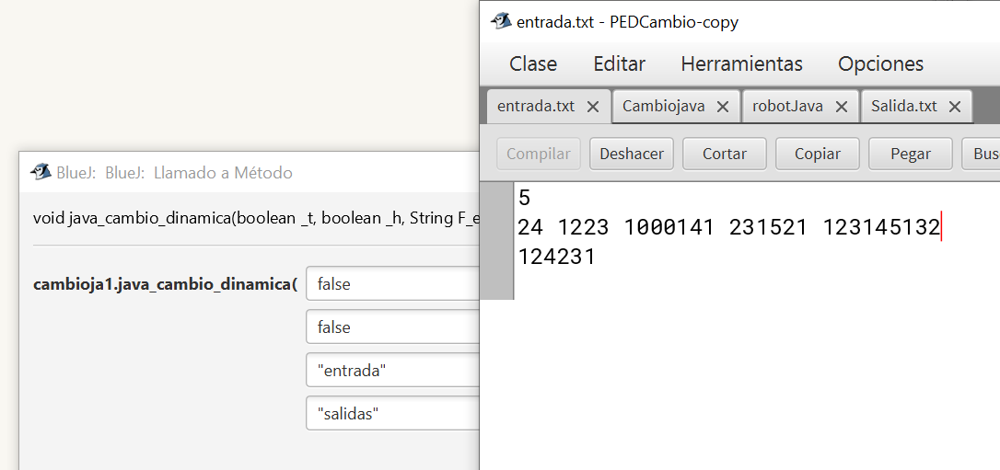 entrada.txt - PEDCambio-copy
Clase Editar Herramientas Opciones
entrada.txt Cambiojava robotJava Salida.txt
Compilar Deshacer Cortar Copiar Pegar Bus
5
24 1223 1000141 231521 123145132
124231
BlueJ: BlueJ: Llamado a Método
void java_cambio_dinamica(boolean _t, boolean _h, String F_e
cambioja1.java_cambio_dinamica( false
false
"entrada"
"salidas"